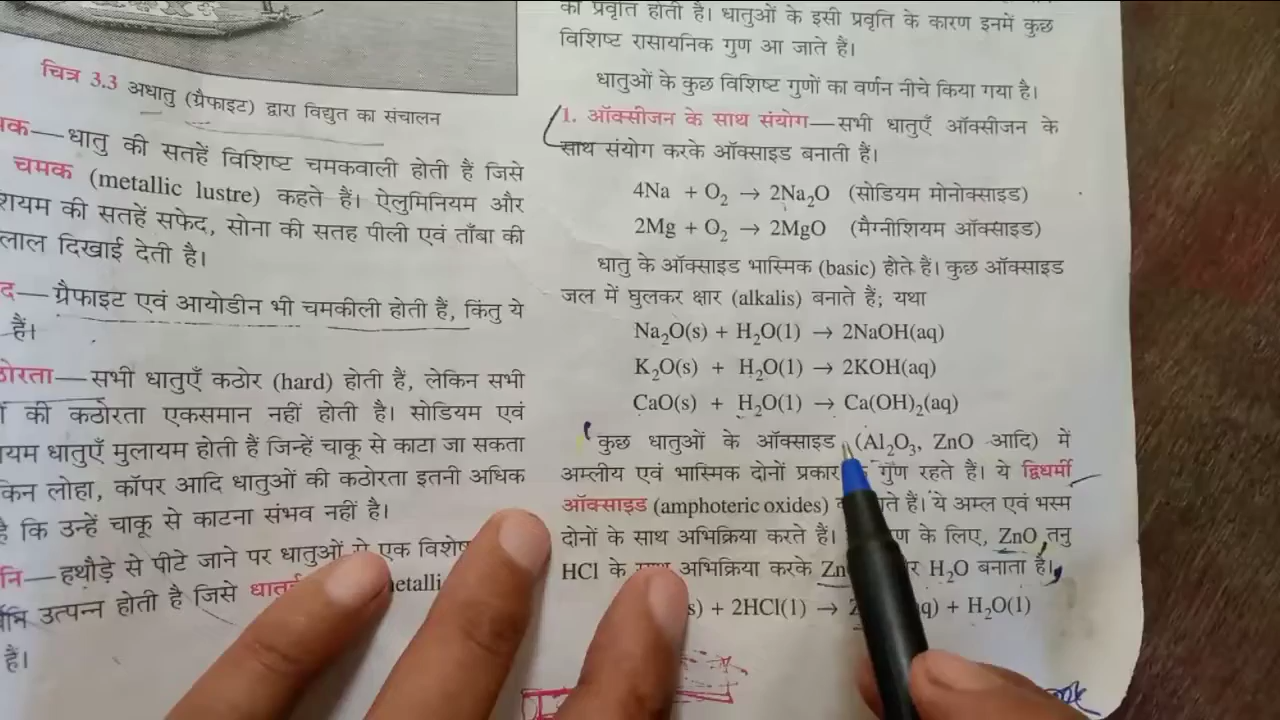 चित्र 3.3 अधातु (ग्रैफाइट) द्वारा विद्युत का संचालन
धातु की सतहें विशिष्ट चमकवाली होती हैं जिसे
चमक (metallic lustre) कहते हैं। ऐलुमिनियम और
की सतहें सफेद, सोना की सतह पीली एवं ताँबा की
लाल दिखाई देती है।
ग्रैफाइट एवं आयोडीन भी चमकीली होती हैं, किंतु ये
हैं।
सभी धातुएँ कठोर (hard) होती हैं, लेकिन सभी
की कठोरता एकसमान नहीं होती है। सोडियम एवं
धातुएँ मुलायम होती हैं जिन्हें चाकू से काटा जा सकता
लोहा, कॉपर आदि धातुओं की कठोरता इतनी अधिक
है कि उन्हें चाकू से काटना संभव नहीं है।
हथौड़े से पीटे जाने पर धातुओं से एक
उत्पन्न होती है जिसे
हैं।
की प्रवृति होती है। धातुओं के इसी प्रवृति के कारण इनमें कुछ
विशिष्ट रासायनिक गुण आ जाते हैं।
धातुओं के कुछ विशिष्ट गुणों का वर्णन नीचे किया गया है।
1. ऑक्सीजन के साथ संयोग—सभी धातुएँ ऑक्सीजन के
साथ संयोग करके ऑक्साइड बनाती हैं।
4Na + O₂ → 2Na₂O (सोडियम मोनोक्साइड)
2Mg + O₂ → 2MgO (मैग्नीशियम ऑक्साइड)
धातु के ऑक्साइड भास्मिक (basic) होते हैं। कुछ ऑक्साइड
जल में घुलकर क्षार (alkalis) बनाते हैं; यथा
Na₂O(s) + H₂O(1) → 2NaOH(aq)
K₂O(s) + H₂O(1) → 2KOH(aq)
CaO(s) + H₂O(1) → Ca(OH)₂(aq)
कुछ धातुओं के ऑक्साइड (Al₂O₃, ZnO आदि) में
अम्लीय एवं भास्मिक दोनों प्रकार गुण रहते हैं। ये द्विधर्मी
ऑक्साइड (amphoteric oxides) हैं। ये अम्ल एवं भस्म
दोनों के साथ अभिक्रिया करते हैं। के लिए, ZnO तनु
HCl के अभिक्रिया करके H₂O बनाता है।
+ 2HCl(1) → + H₂O(1)